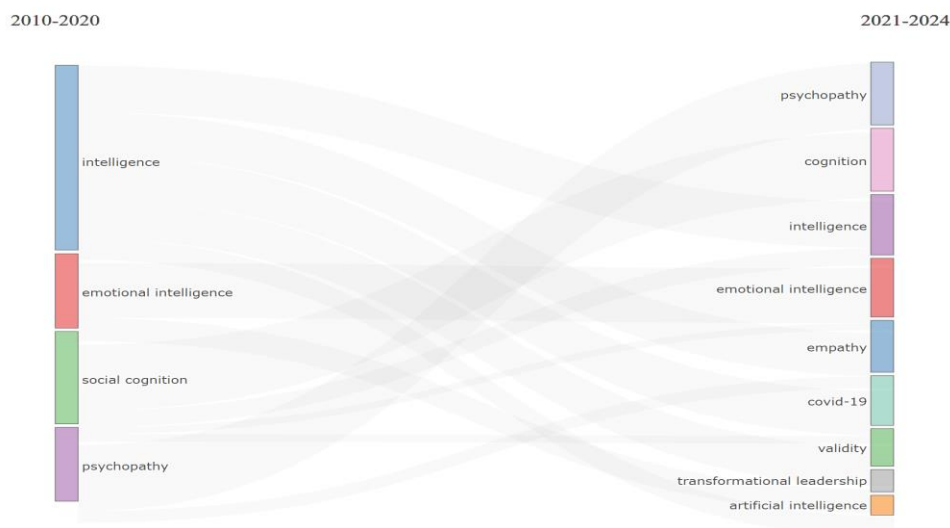 2010-2020
2021-2024
intelligence
emotional intelligence
social cognition
psychopathy
psychopathy
cognition
intelligence
emotional intelligence
empathy
covid-19
validity
transformational leadership
artificial intelligence